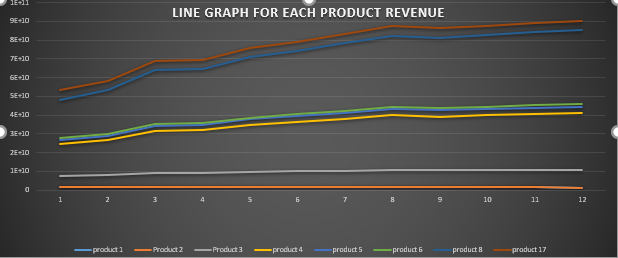 LINE GRAPH FOR EACH PRODUCT REVENUE
1E+11
9E+10
8E+10
7E+10
6E+10
5E+10
4E+10
3E+10
2E+10
1E+10
0
1 2 3 4 5 6 7 8 9 10 11 12
product 1 Product 2 Product 3 product 4 product 5 product 6 product 8 product 17